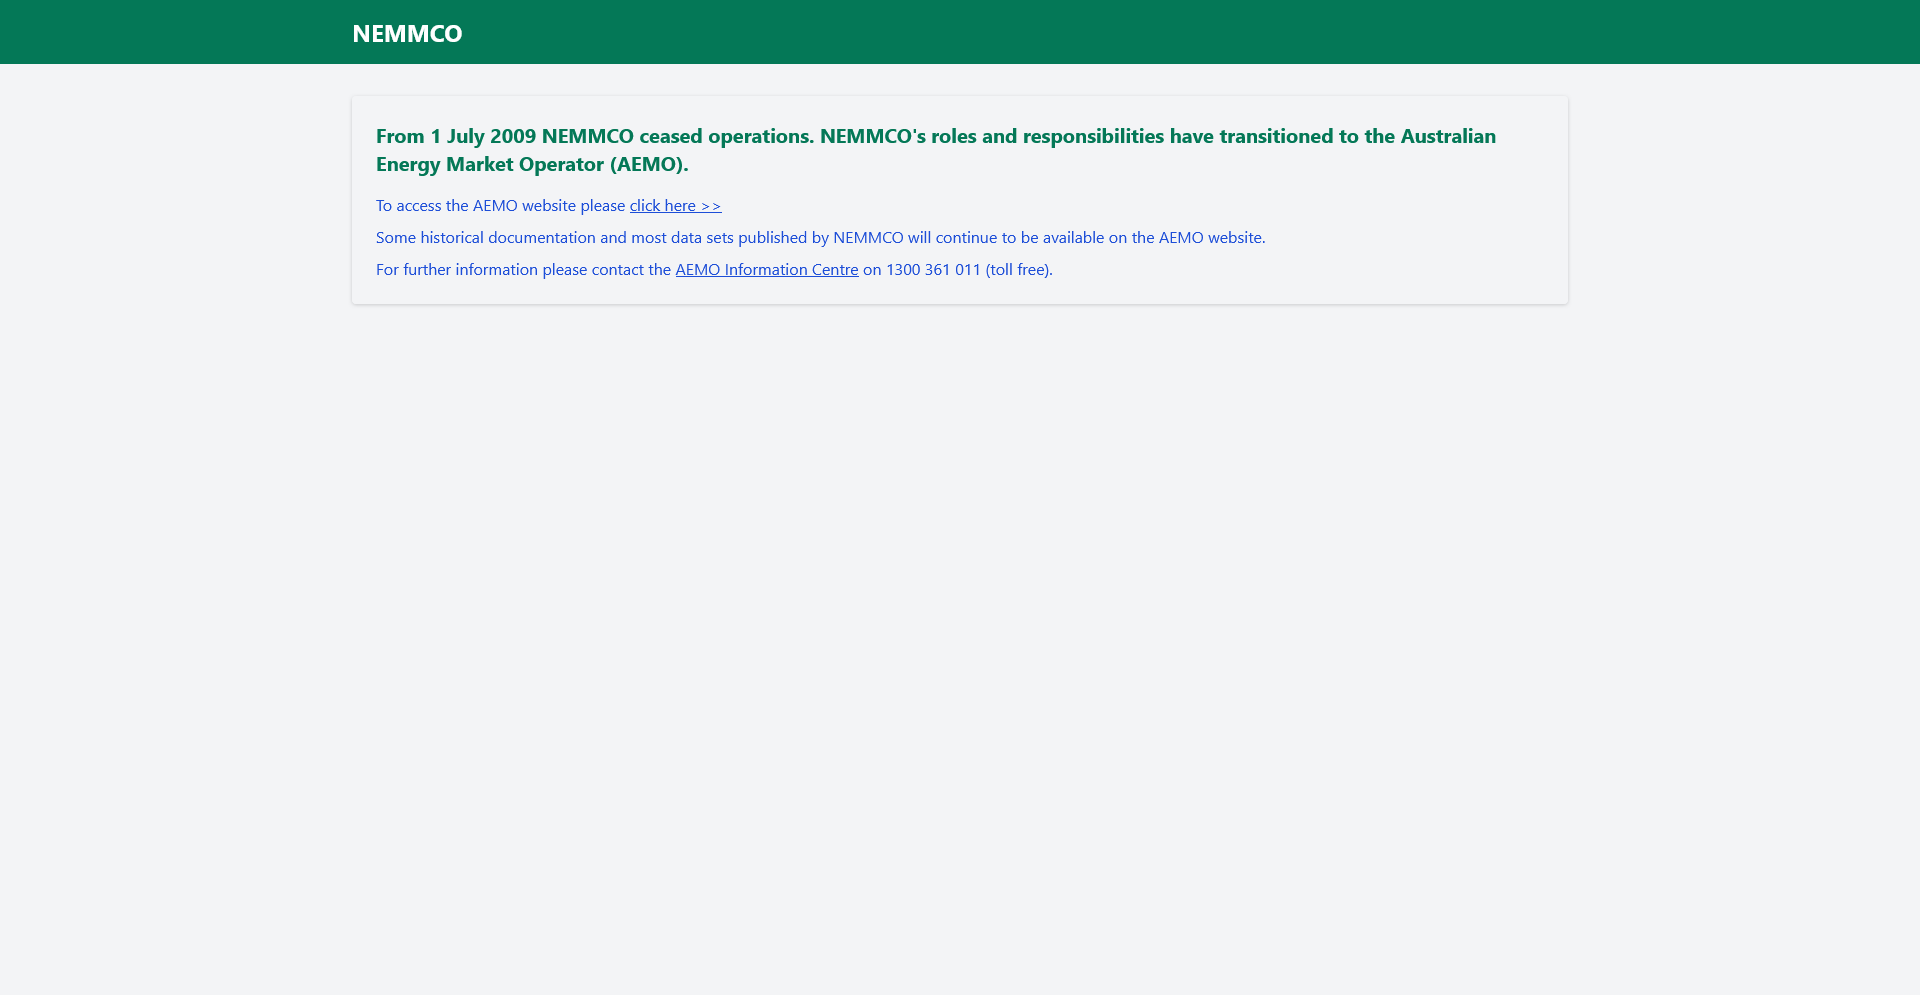 NEMMCO
From 1 July 2009 NEMMCO ceased operations. NEMMCO's roles and responsibilities have transitioned to the Australian
Energy Market Operator (AEMO).
To access the AEMO website please click here >>
Some historical documentation and most data sets published by NEMMCO will continue to be available on the AEMO website.
For further information please contact the AEMO Information Centre on 1300 361 011 (toll free).